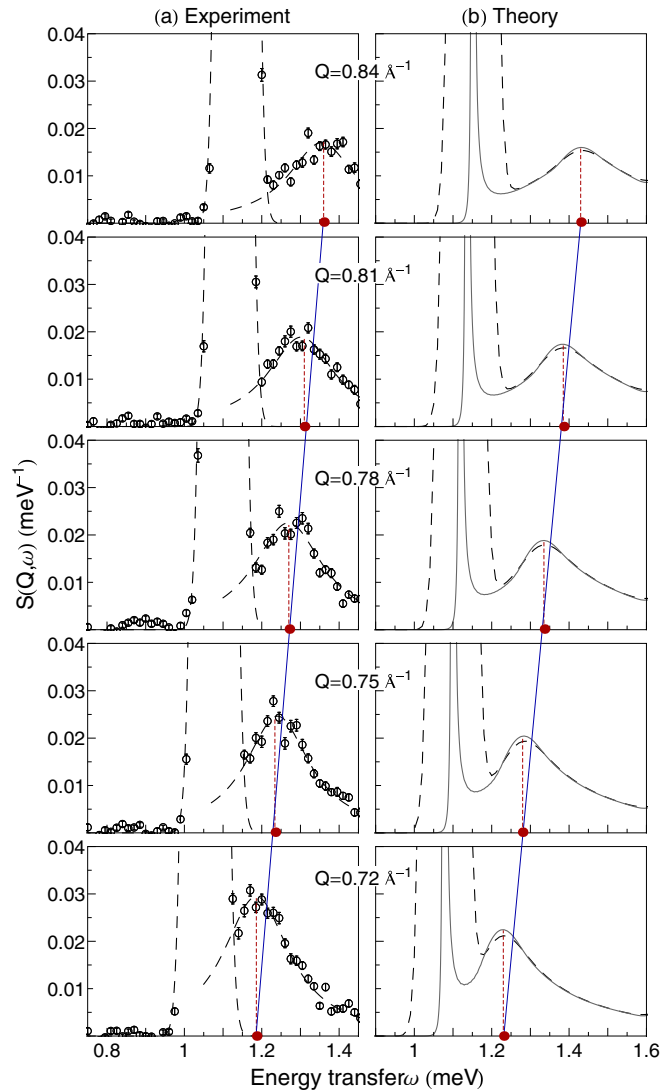 (a) Experiment
(b) Theory
0.04
0.03
0.02
0.01
Q=0.84 Å⁻¹
0.04
0.03
0.02
0.01
Q=0.81 Å⁻¹
0.04
0.03
0.02
0.01
Q=0.78 Å⁻¹
S(Q,ω) (meV⁻¹)
0.04
0.03
0.02
0.01
Q=0.75 Å⁻¹
0.04
0.03
0.02
0.01
Q=0.72 Å⁻¹
0.8 1 1.2 1.4 1 1.2 1.4 1.6
Energy transferω (meV)